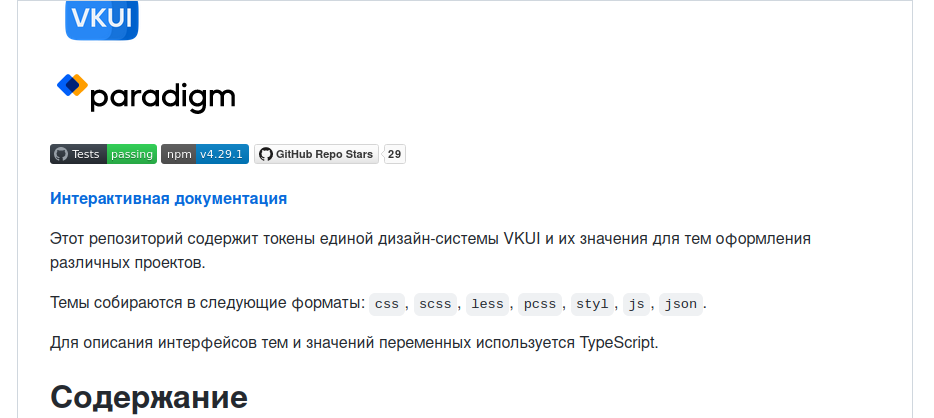 VKUI
paradigm
Tests passing npm v4.29.1 GitHub Repo Stars 29
Интерактивная документация
Этот репозиторий содержит токены единой дизайн-системы VKUI и их значения для тем оформления
различных проектов.
Темы собираются в следующие форматы: css, scss, less, pcss, styl, js, json.
Для описания интерфейсов тем и значений переменных используется TypeScript.
Содержание